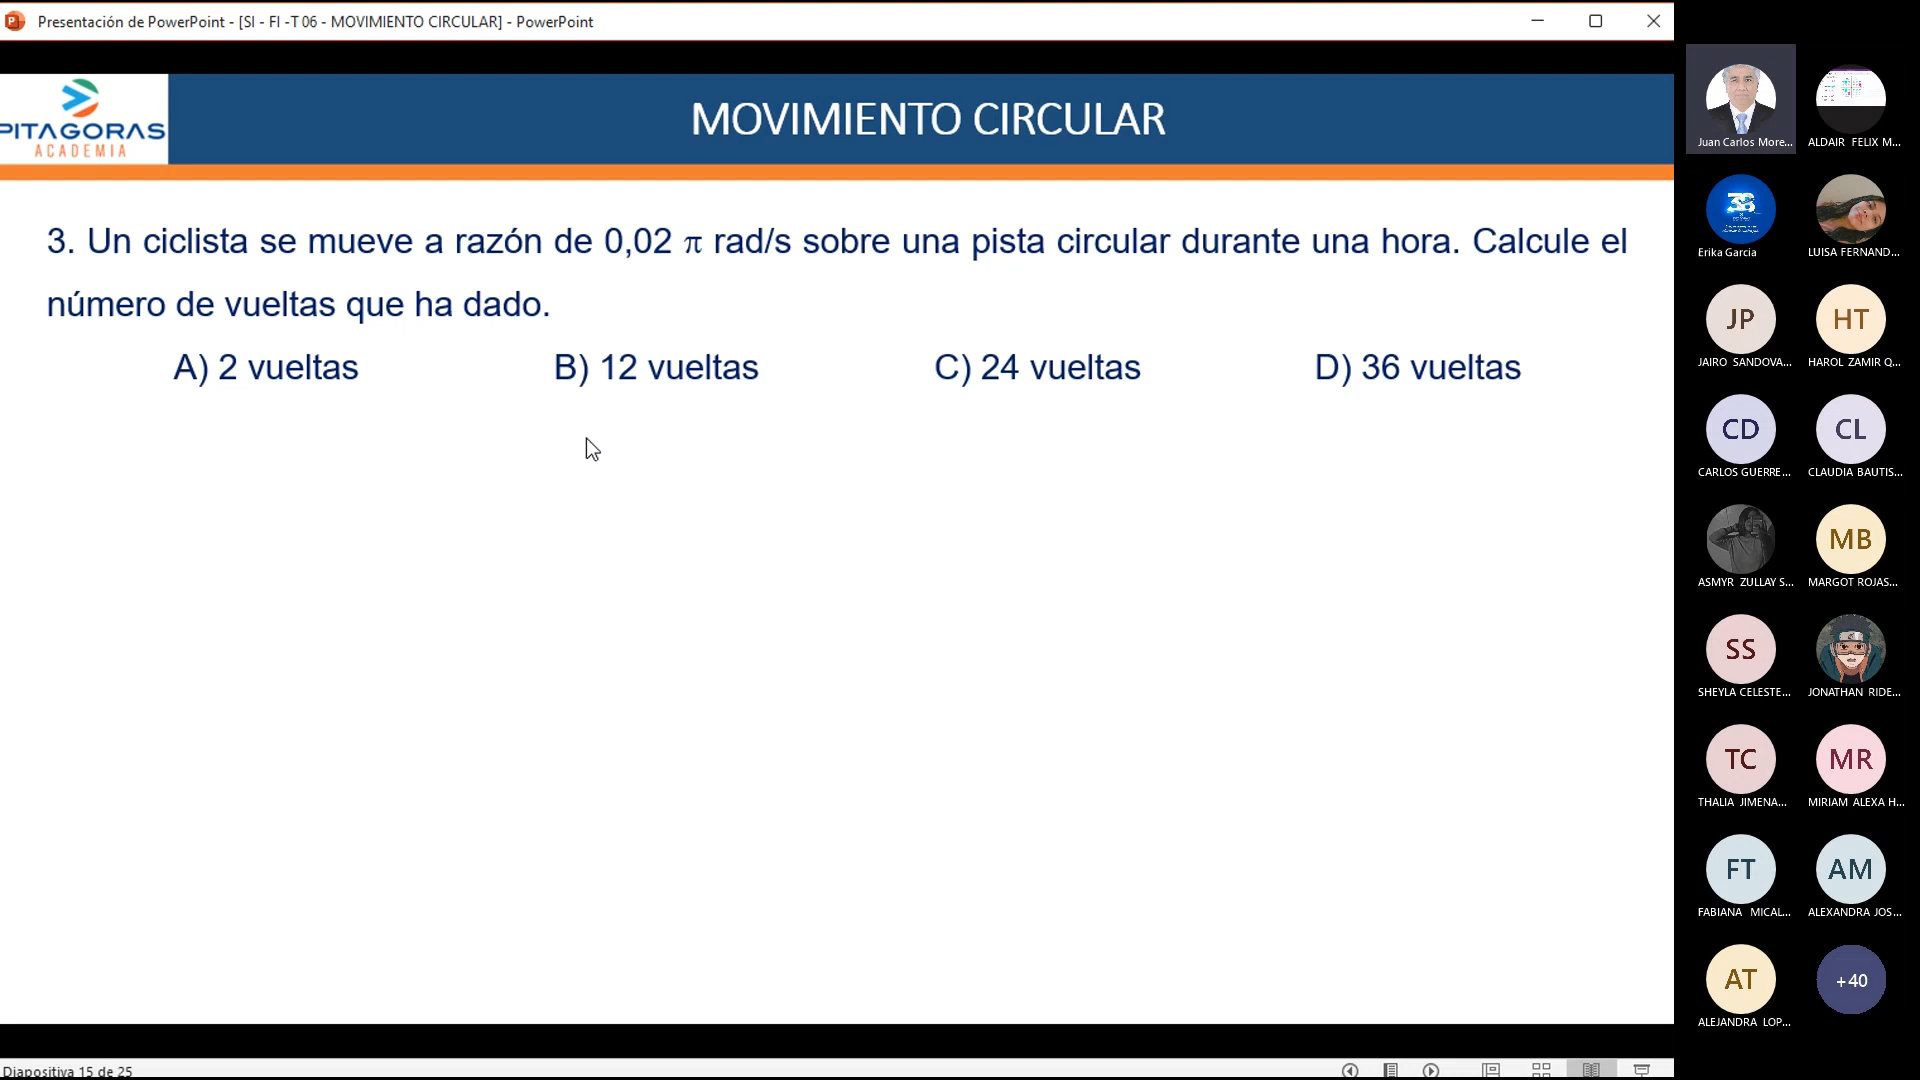 Presentación de PowerPoint - [SI - FI -T 06 - MOVIMIENTO CIRCULAR] - PowerPoint
PITAGORAS
ACADEMIA
MOVIMIENTO CIRCULAR
3. Un ciclista se mueve a razón de 0,02 π rad/s sobre una pista circular durante una hora. Calcule el
número de vueltas que ha dado.
A) 2 vueltas B) 12 vueltas C) 24 vueltas D) 36 vueltas
Diapositiva 15 de 25
Juan Carlos More... ALDAIR FELIX M...
38
Erika Garcia LUISA FERNAND...
JP HT
JAIRO SANDOVA... HAROL ZAMIR Q...
CD CL
CARLOS GUERRE... CLAUDIA BAUTIS...
MB
ASMYR ZULLAY S... MARGOT ROJAS...
SS
SHEYLA CELESTE... JONATHAN RIDE...
TC MR
THALIA JIMENA... MIRIAM ALEXA H...
FT AM
FABIANA MICAL... ALEXANDRA JOS...
AT +40
ALEJANDRA LOP...